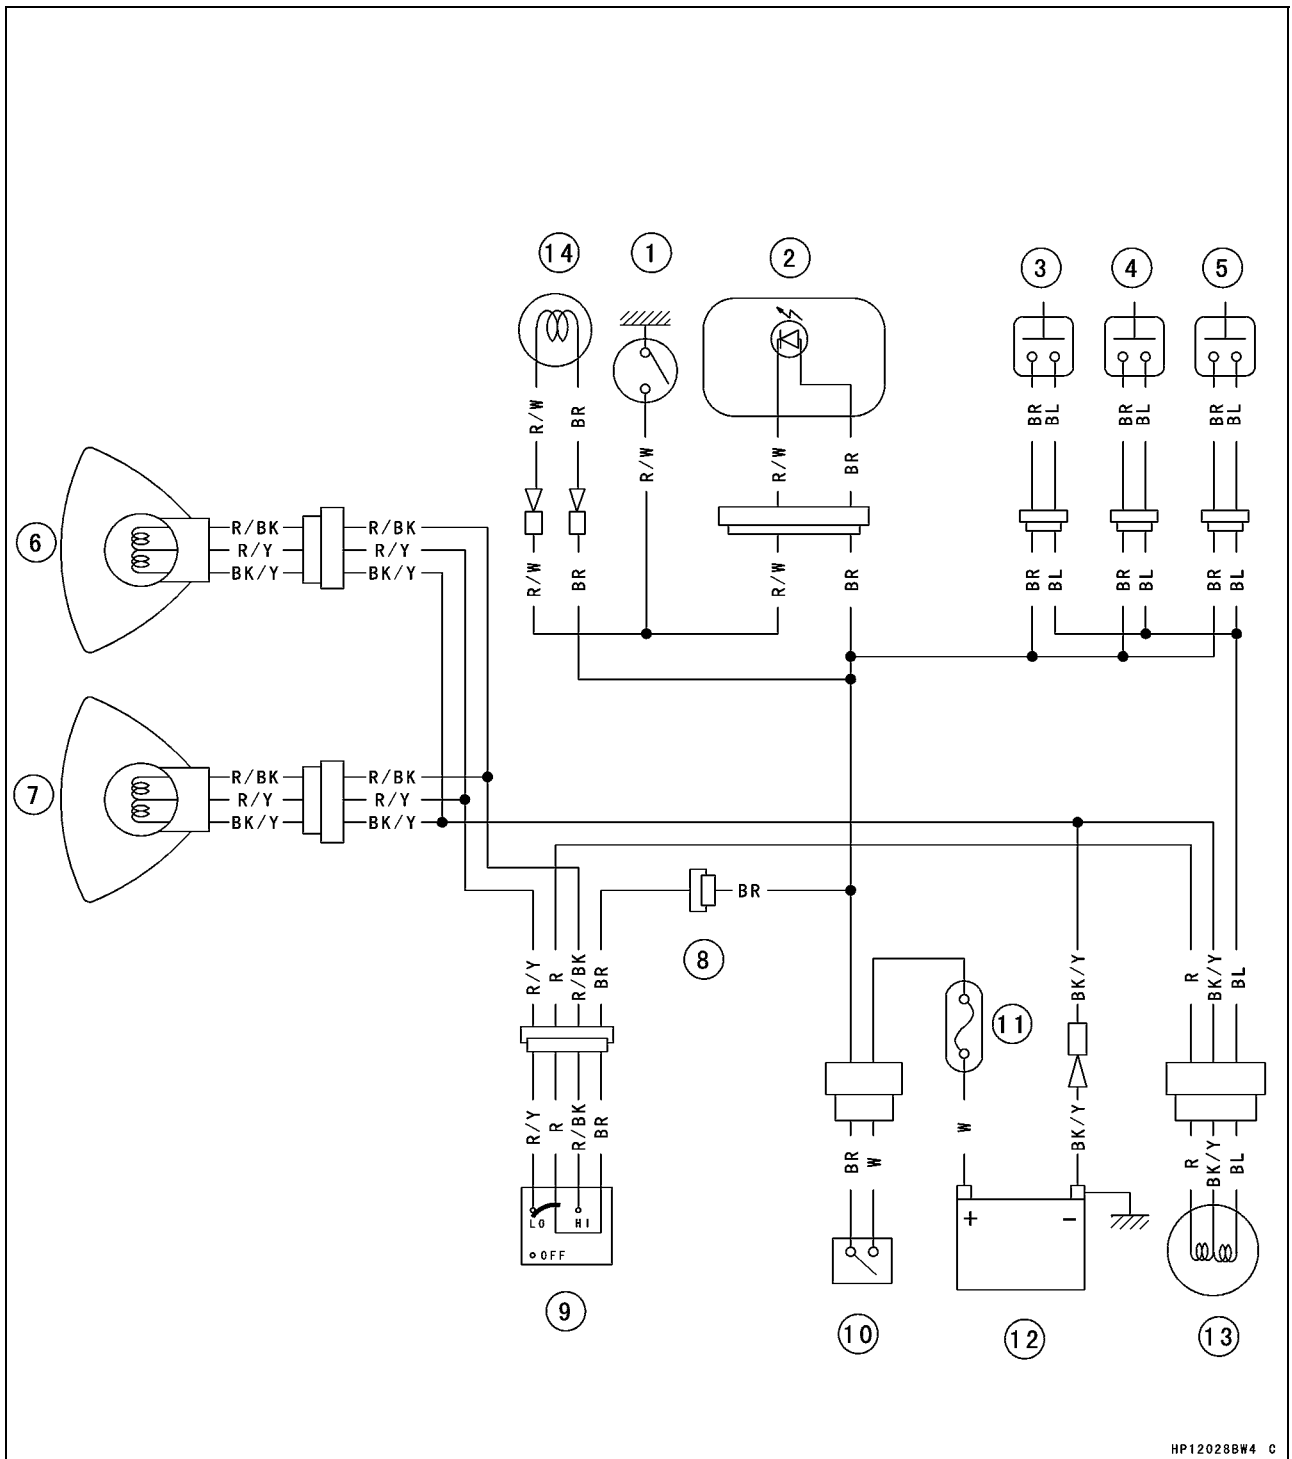 14 1 2 3 4 5
R/W BR R/W R/W BR BR BL BR BL BR BL
6 R/BK R/BK
R/Y R/Y
BK/Y BK/Y
R/W BR R/W BR BR BL BR BL BR BL
7 R/BK R/BK
R/Y R/Y
BK/Y BK/Y
BR
8
R/Y R R/BK BR
11
BK/Y R BK/Y BL
R/Y R R/BK BR
BR W W BK/Y R BK/Y BL
LO HI
OFF
+ -
9 10 12 13
HP12028BW4 C